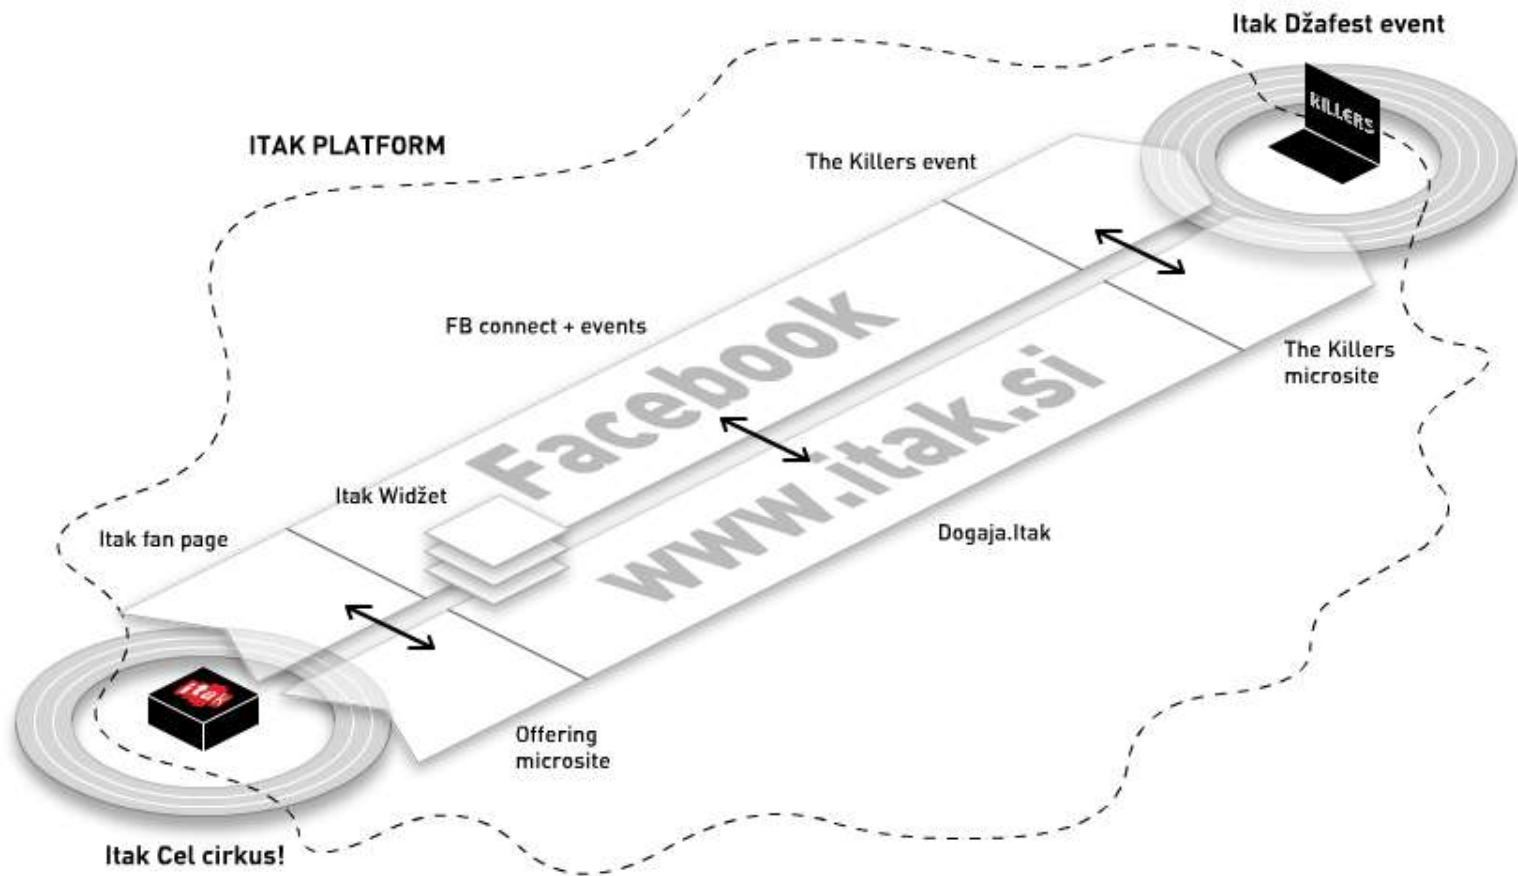 Itak Džafest event
KILLERS
ITAK PLATFORM
The Killers event
FB connect + events
Facebook
The Killers
microsite
www.itak.si
Itak Widžet
Itak fan page
Dogaja.Itak
itak
Offering
microsite
Itak Cel cirkus!